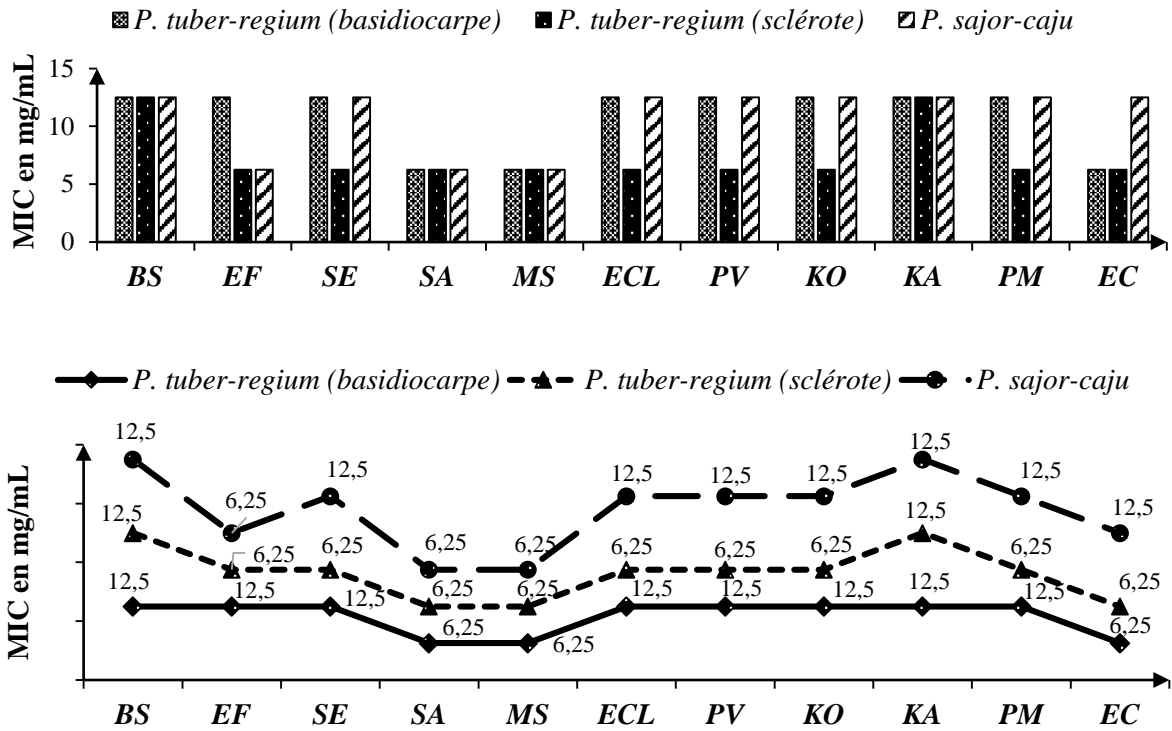 P. tuber-regium (basidiocarpe) P. tuber-regium (sclérote) P. sajor-caju
MIC en mg/mL
15
10
5
0
BS EF SE SA MS ECL PV KO KA PM EC
P. tuber-regium (basidiocarpe) P. tuber-regium (sclérote) P. sajor-caju
MIC en mg/mL
12,5 6,25 12,5 6,25 6,25 12,5 12,5 12,5 12,5 12,5 12,5
12,5 6,25 6,25 6,25 6,25 6,25 6,25 6,25 12,5 6,25 6,25
12,5 12,5 12,5 6,25 6,25 12,5 12,5 12,5 12,5 12,5 6,25
BS EF SE SA MS ECL PV KO KA PM EC